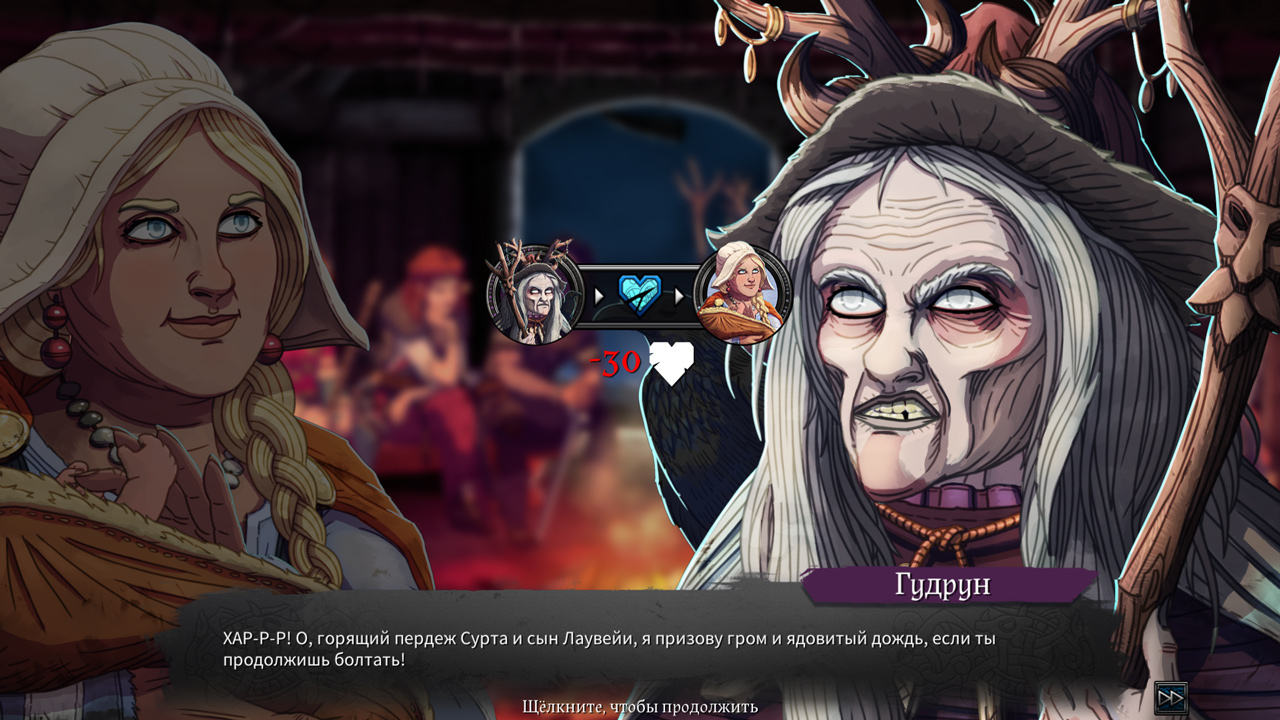 -30
Гудрун
ХАР-Р-Р! О, горящий пердеж Сурта и сын Лаувейи, я призову гром и ядовитый дождь, если ты
продолжишь болтать!
Щёлкните, чтобы продолжить